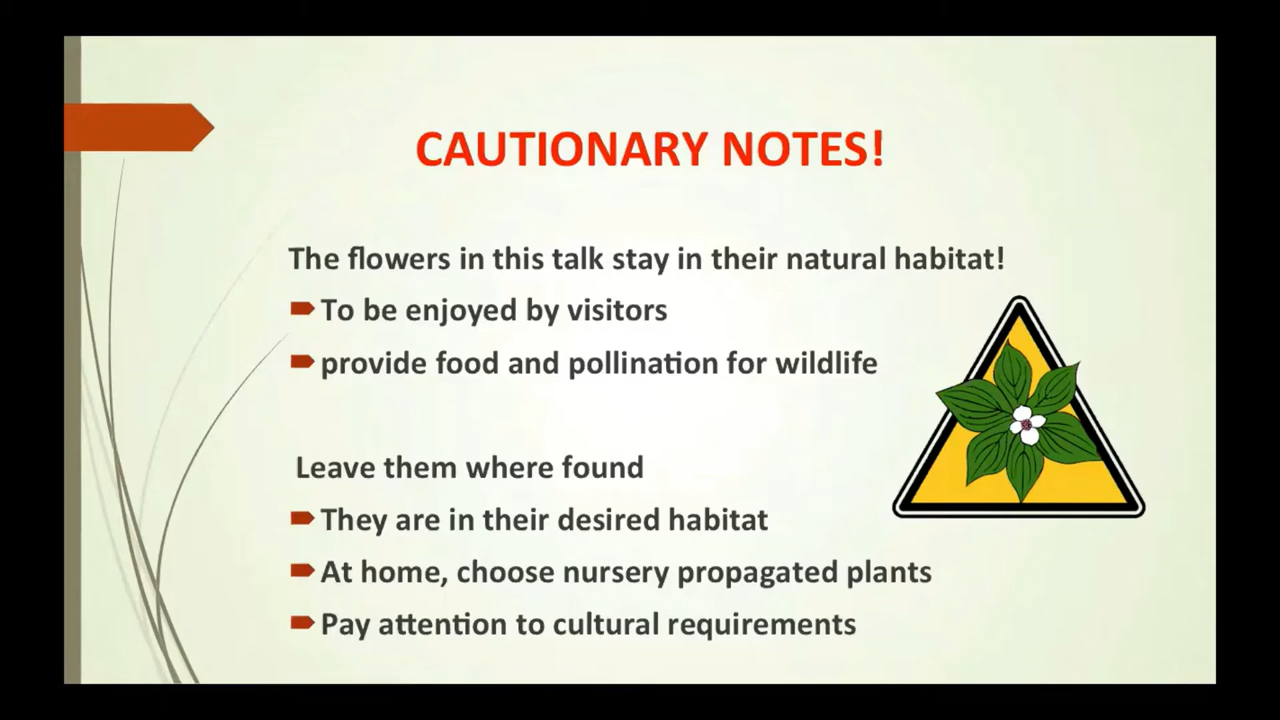 CAUTIONARY NOTES!
The flowers in this talk stay in their natural habitat!
To be enjoyed by visitors
provide food and pollination for wildlife
Leave them where found
They are in their desired habitat
At home, choose nursery propagated plants
Pay attention to cultural requirements